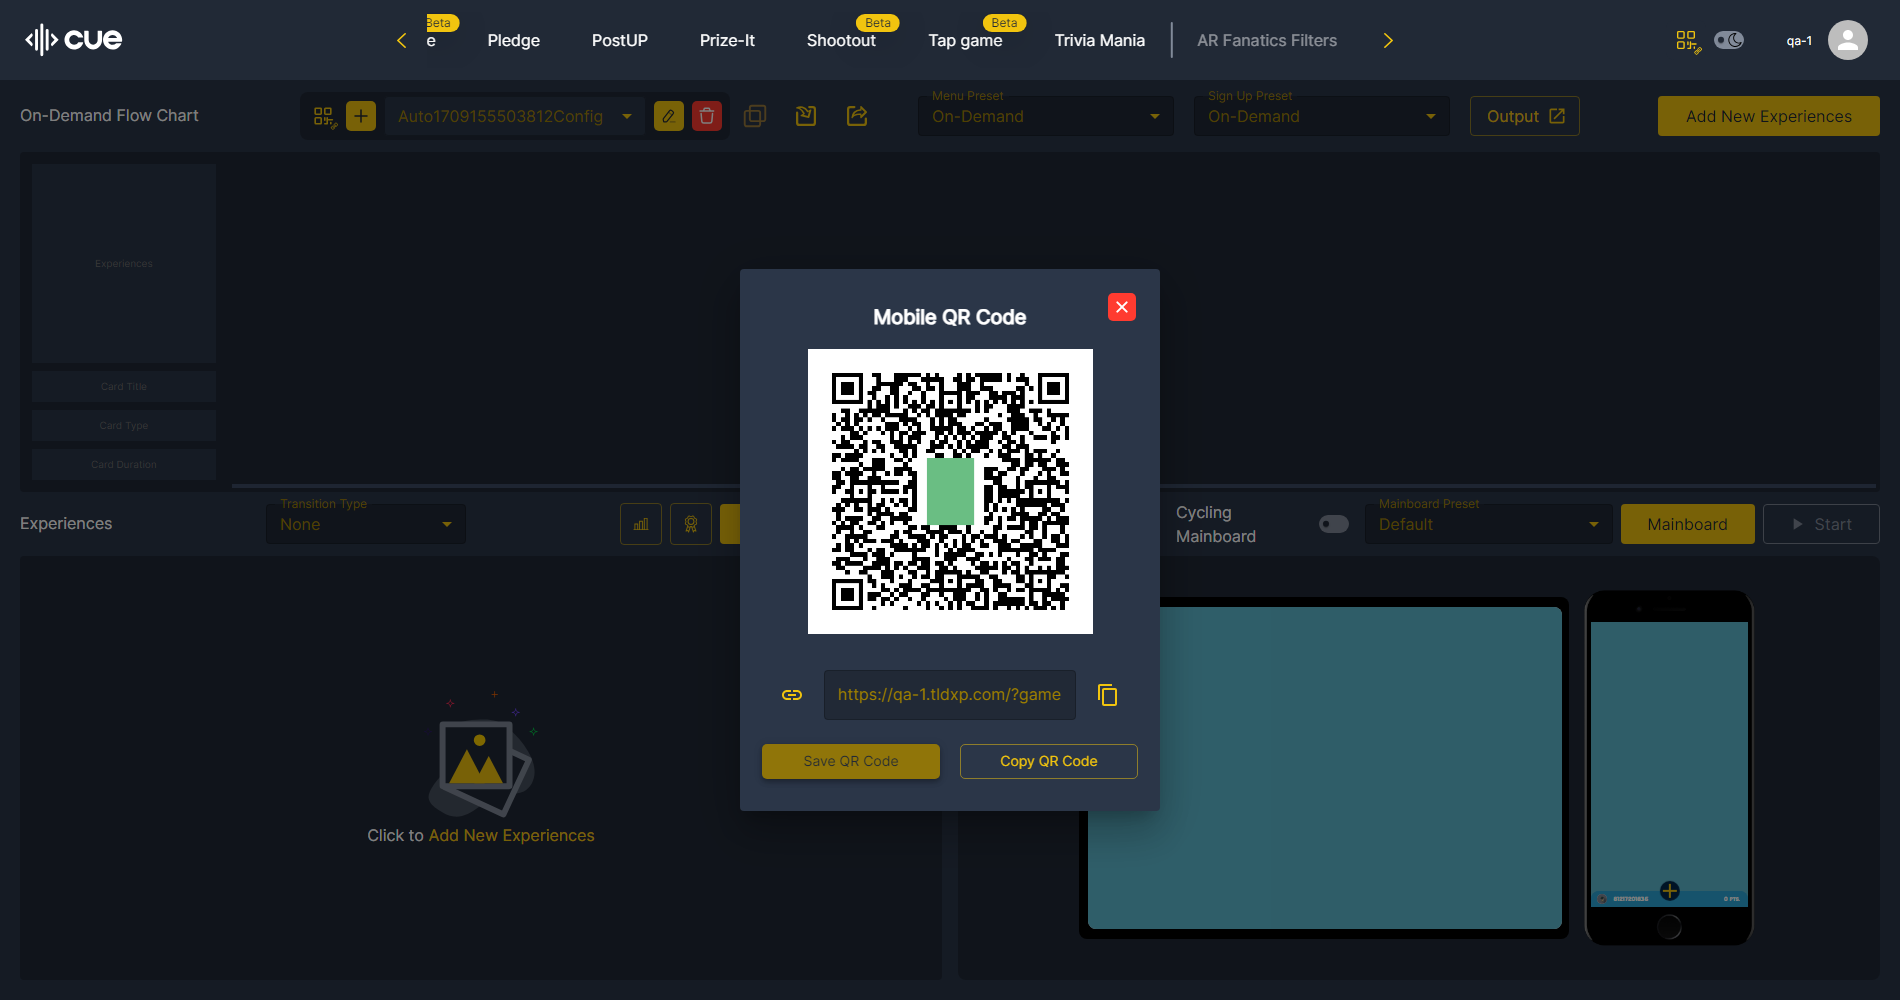 cue
Beta
e
Pledge
PostUP
Prize-It
Beta
Shootout
Beta
Tap game
Trivia Mania
AR Fanatics Filters
qa-1
On-Demand Flow Chart
Auto1709155503812Config
Menu Preset
On-Demand
Sign Up Preset
On-Demand
Output
Add New Experiences
Experiences
Card Title
Card Type
Card Duration
Mobile QR Code
https://qa-1.tldxp.com/?game
Save QR Code
Copy QR Code
Experiences
Transition Type
None
Cycling
Mainboard
Mainboard Preset
Default
Mainboard
Start
Click to Add New Experiences
0 PTS.